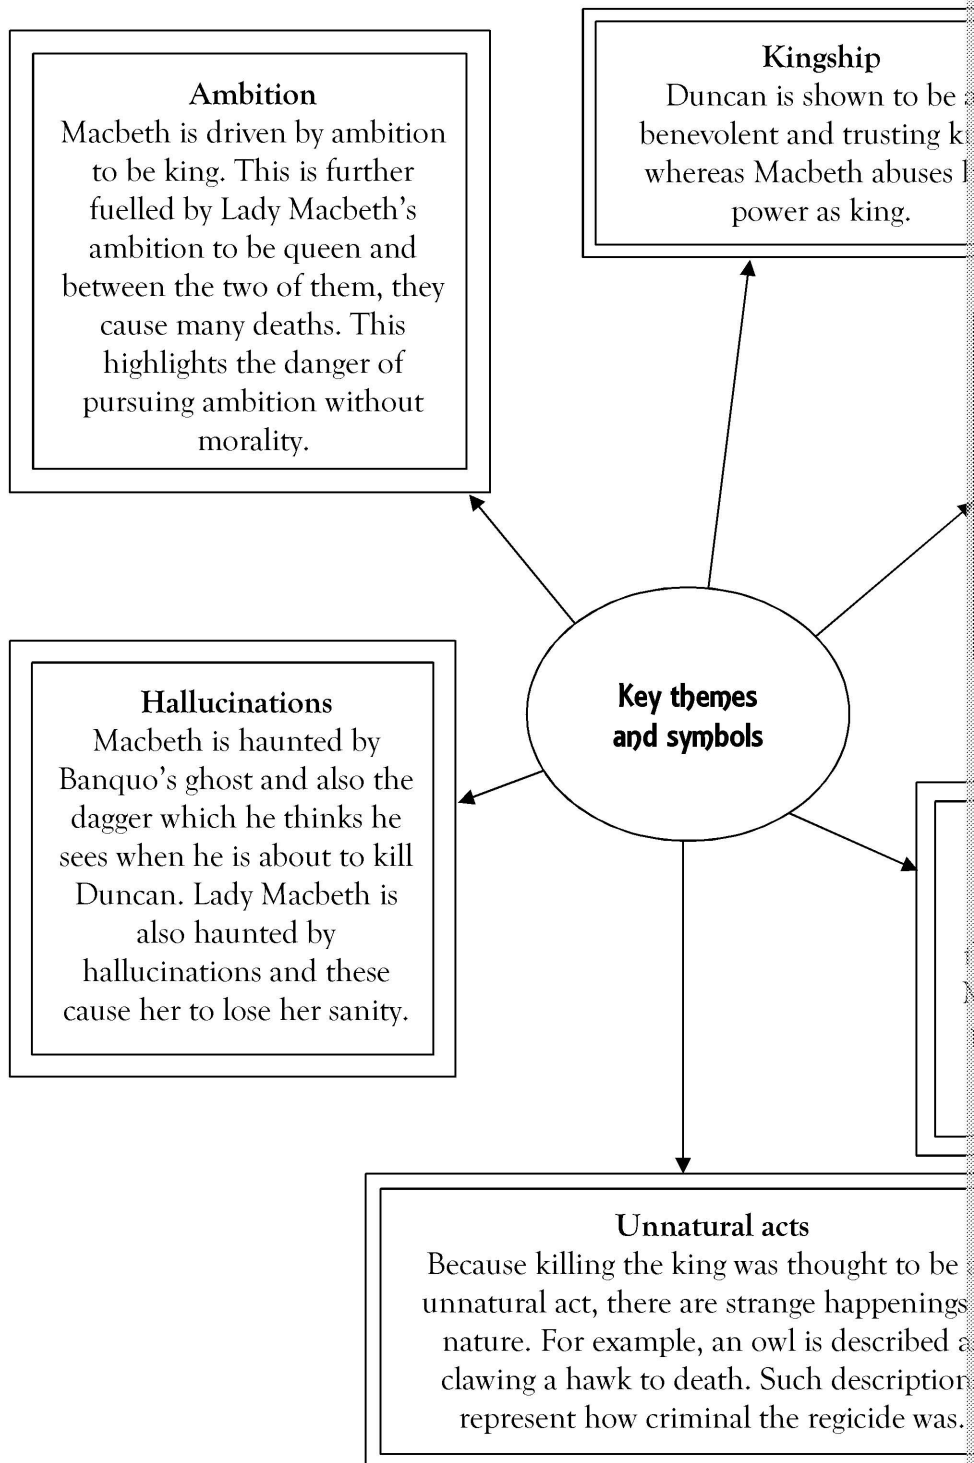 Ambition
Macbeth is driven by ambition
to be king. This is further
fuelled by Lady Macbeth's
ambition to be queen and
between the two of them, they
cause many deaths. This
highlights the danger of
pursuing ambition without
morality.
Kingship
Duncan is shown to be
benevolent and trusting
whereas Macbeth abuses
power as king.
Key themes
and symbols
Hallucinations
Macbeth is haunted by
Banquo's ghost and also the
dagger which he thinks he
sees when he is about to kill
Duncan. Lady Macbeth is
also haunted by
hallucinations and these
cause her to lose her sanity.
Unnatural acts
Because killing the king was thought to be
unnatural act, there are strange happenings
nature. For example, an owl is described
clawing a hawk to death. Such description
represent how criminal the regicide was.